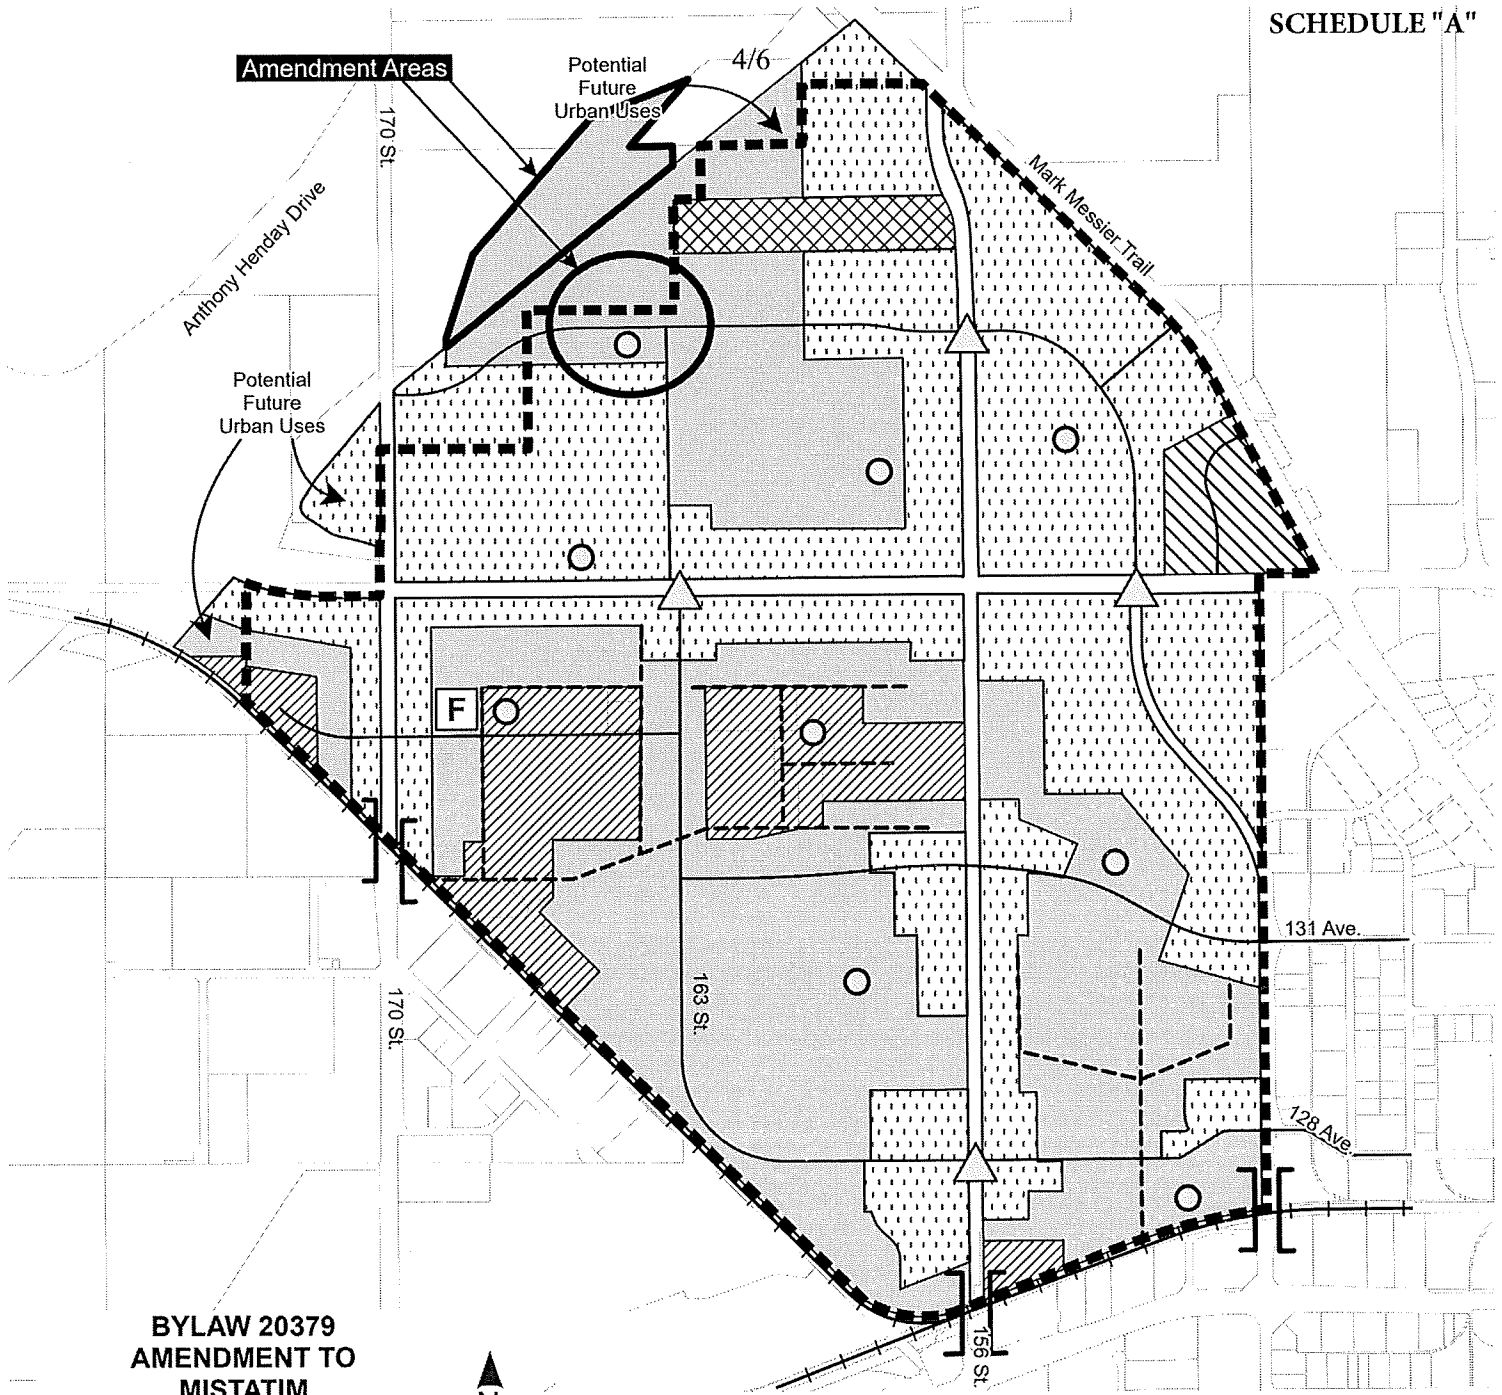 SCHEDULE "A"
Amendment Areas
Potential
Future
Urban Uses
4/6
170 St.
Mark Messier Trail
Anthony Henday Drive
Potential
Future
Urban Uses
F
131 Ave.
163 St.
170 St.
128 Ave.
156 St.
BYLAW 20379
AMENDMENT TO
MISTATIM
N